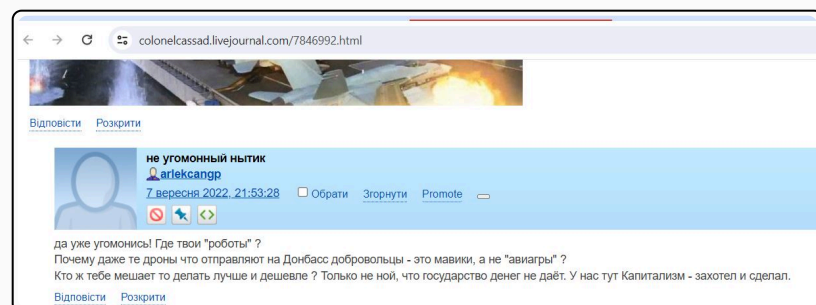 colonelcassad.livejournal.com/7846992.html
Відповісти Розкрити
не угомонный нытик
arlekcangp
7 вересня 2022, 21:53:28 Обрати Згорнути Promote
да уже угомонись! Где твои "роботы" ?
Почему даже те дроны что отправляют на Донбасс добровольцы - это мавики, а не "авиагры" ?
Кто ж тебе мешает то делать лучше и дешевле ? Только не ной, что государство денег не даёт. У нас тут Капитализм - захотел и сделал.
Відповісти Розкрити